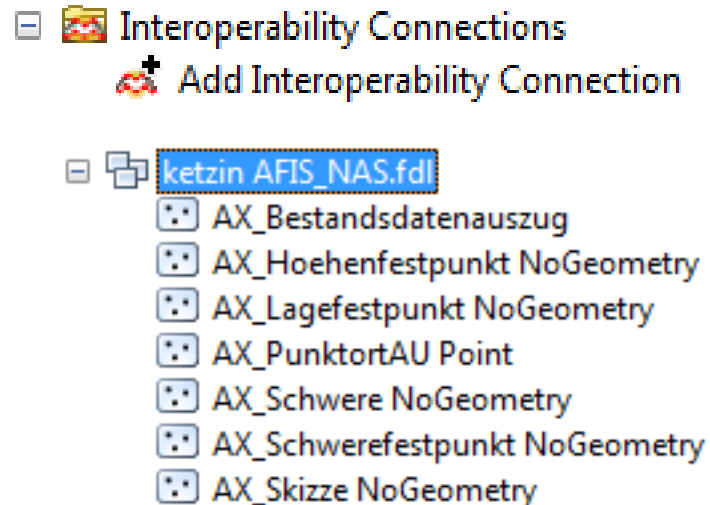 Interoperability Connections
Add Interoperability Connection
ketzin AFIS_NAS.fdl
AX_Bestandsdatenauszug
AX_Hoehenfestpunkt NoGeometry
AX_Lagefestpunkt NoGeometry
AX_PunktortAU Point
AX_Schwere NoGeometry
AX_Schwerefestpunkt NoGeometry
AX_Skizze NoGeometry